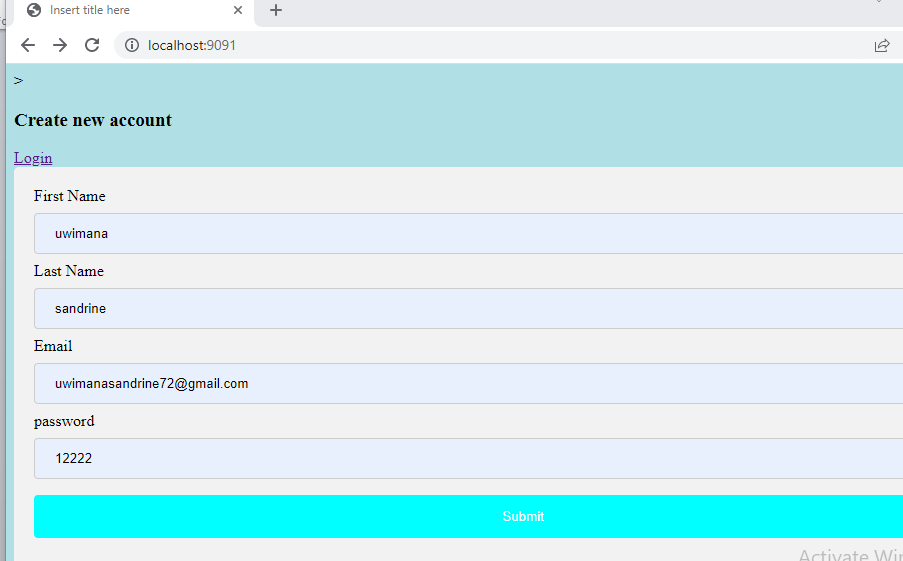 Insert title here
localhost:9091
>
Create new account
Login
First Name
uwimana
Last Name
sandrine
Email
uwimanasandrine72@gmail.com
password
12222
Submit
Activate